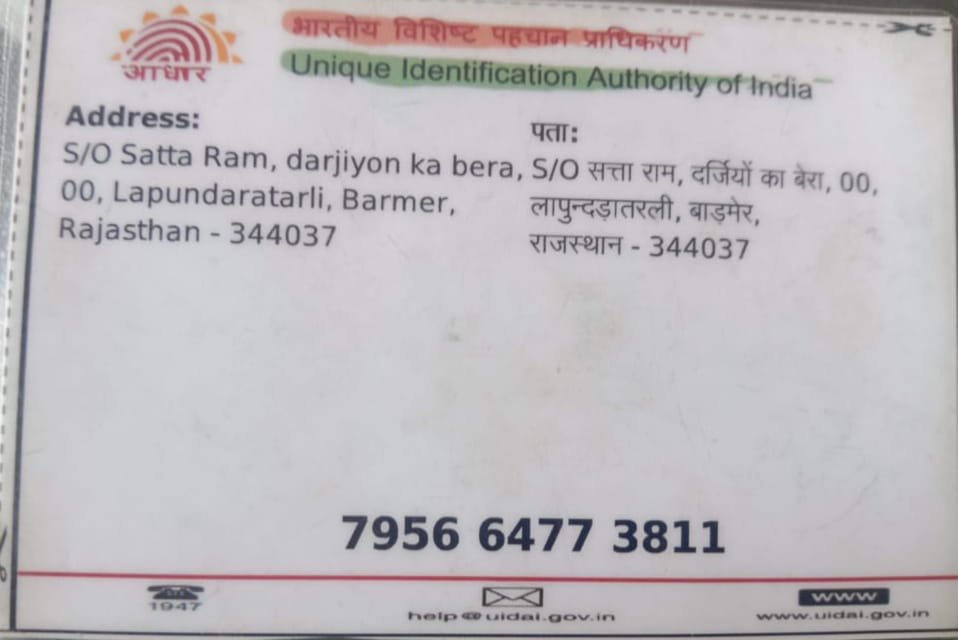 आधार
भारतीय विशिष्ट पहचान प्राधिकरण
Unique Identification Authority of India
Address:
S/O Satta Ram, darjiyon ka bera,
00, Lapundaratarli, Barmer,
Rajasthan - 344037
पता:
S/O सत्ता राम, दर्जियों का बेरा, 00,
लापुन्दड़ातरली, बाड़मेर,
राजस्थान - 344037
7956 6477 3811
1947
help@uidai.gov.in
www
www.uidai.gov.in